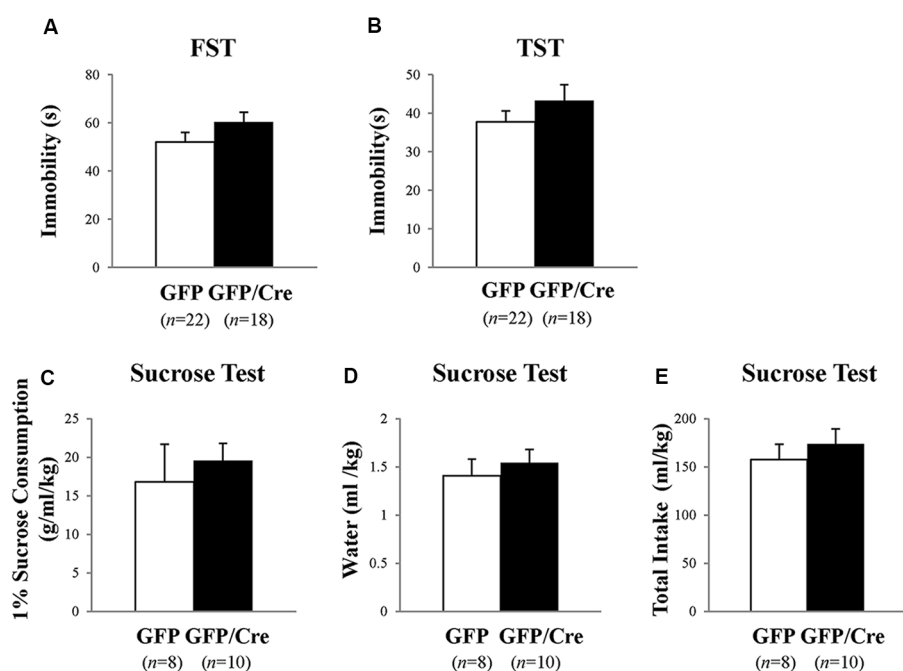 A
FST
Immobility (s)
80
60
40
20
0
GFP GFP/Cre
(n=22) (n=18)
B
TST
Immobility(s)
50
40
30
20
10
0
GFP GFP/Cre
(n=22) (n=18)
C
Sucrose Test
1% Sucrose Consumption
(g/ml/kg)
25
20
15
10
5
0
GFP GFP/Cre
(n=8) (n=10)
D
Sucrose Test
Water (ml /kg)
2
1.5
1
0.5
0
GFP GFP/Cre
(n=8) (n=10)
E
Sucrose Test
Total Intake (ml/kg)
200
150
100
50
0
GFP GFP/Cre
(n=8) (n=10)